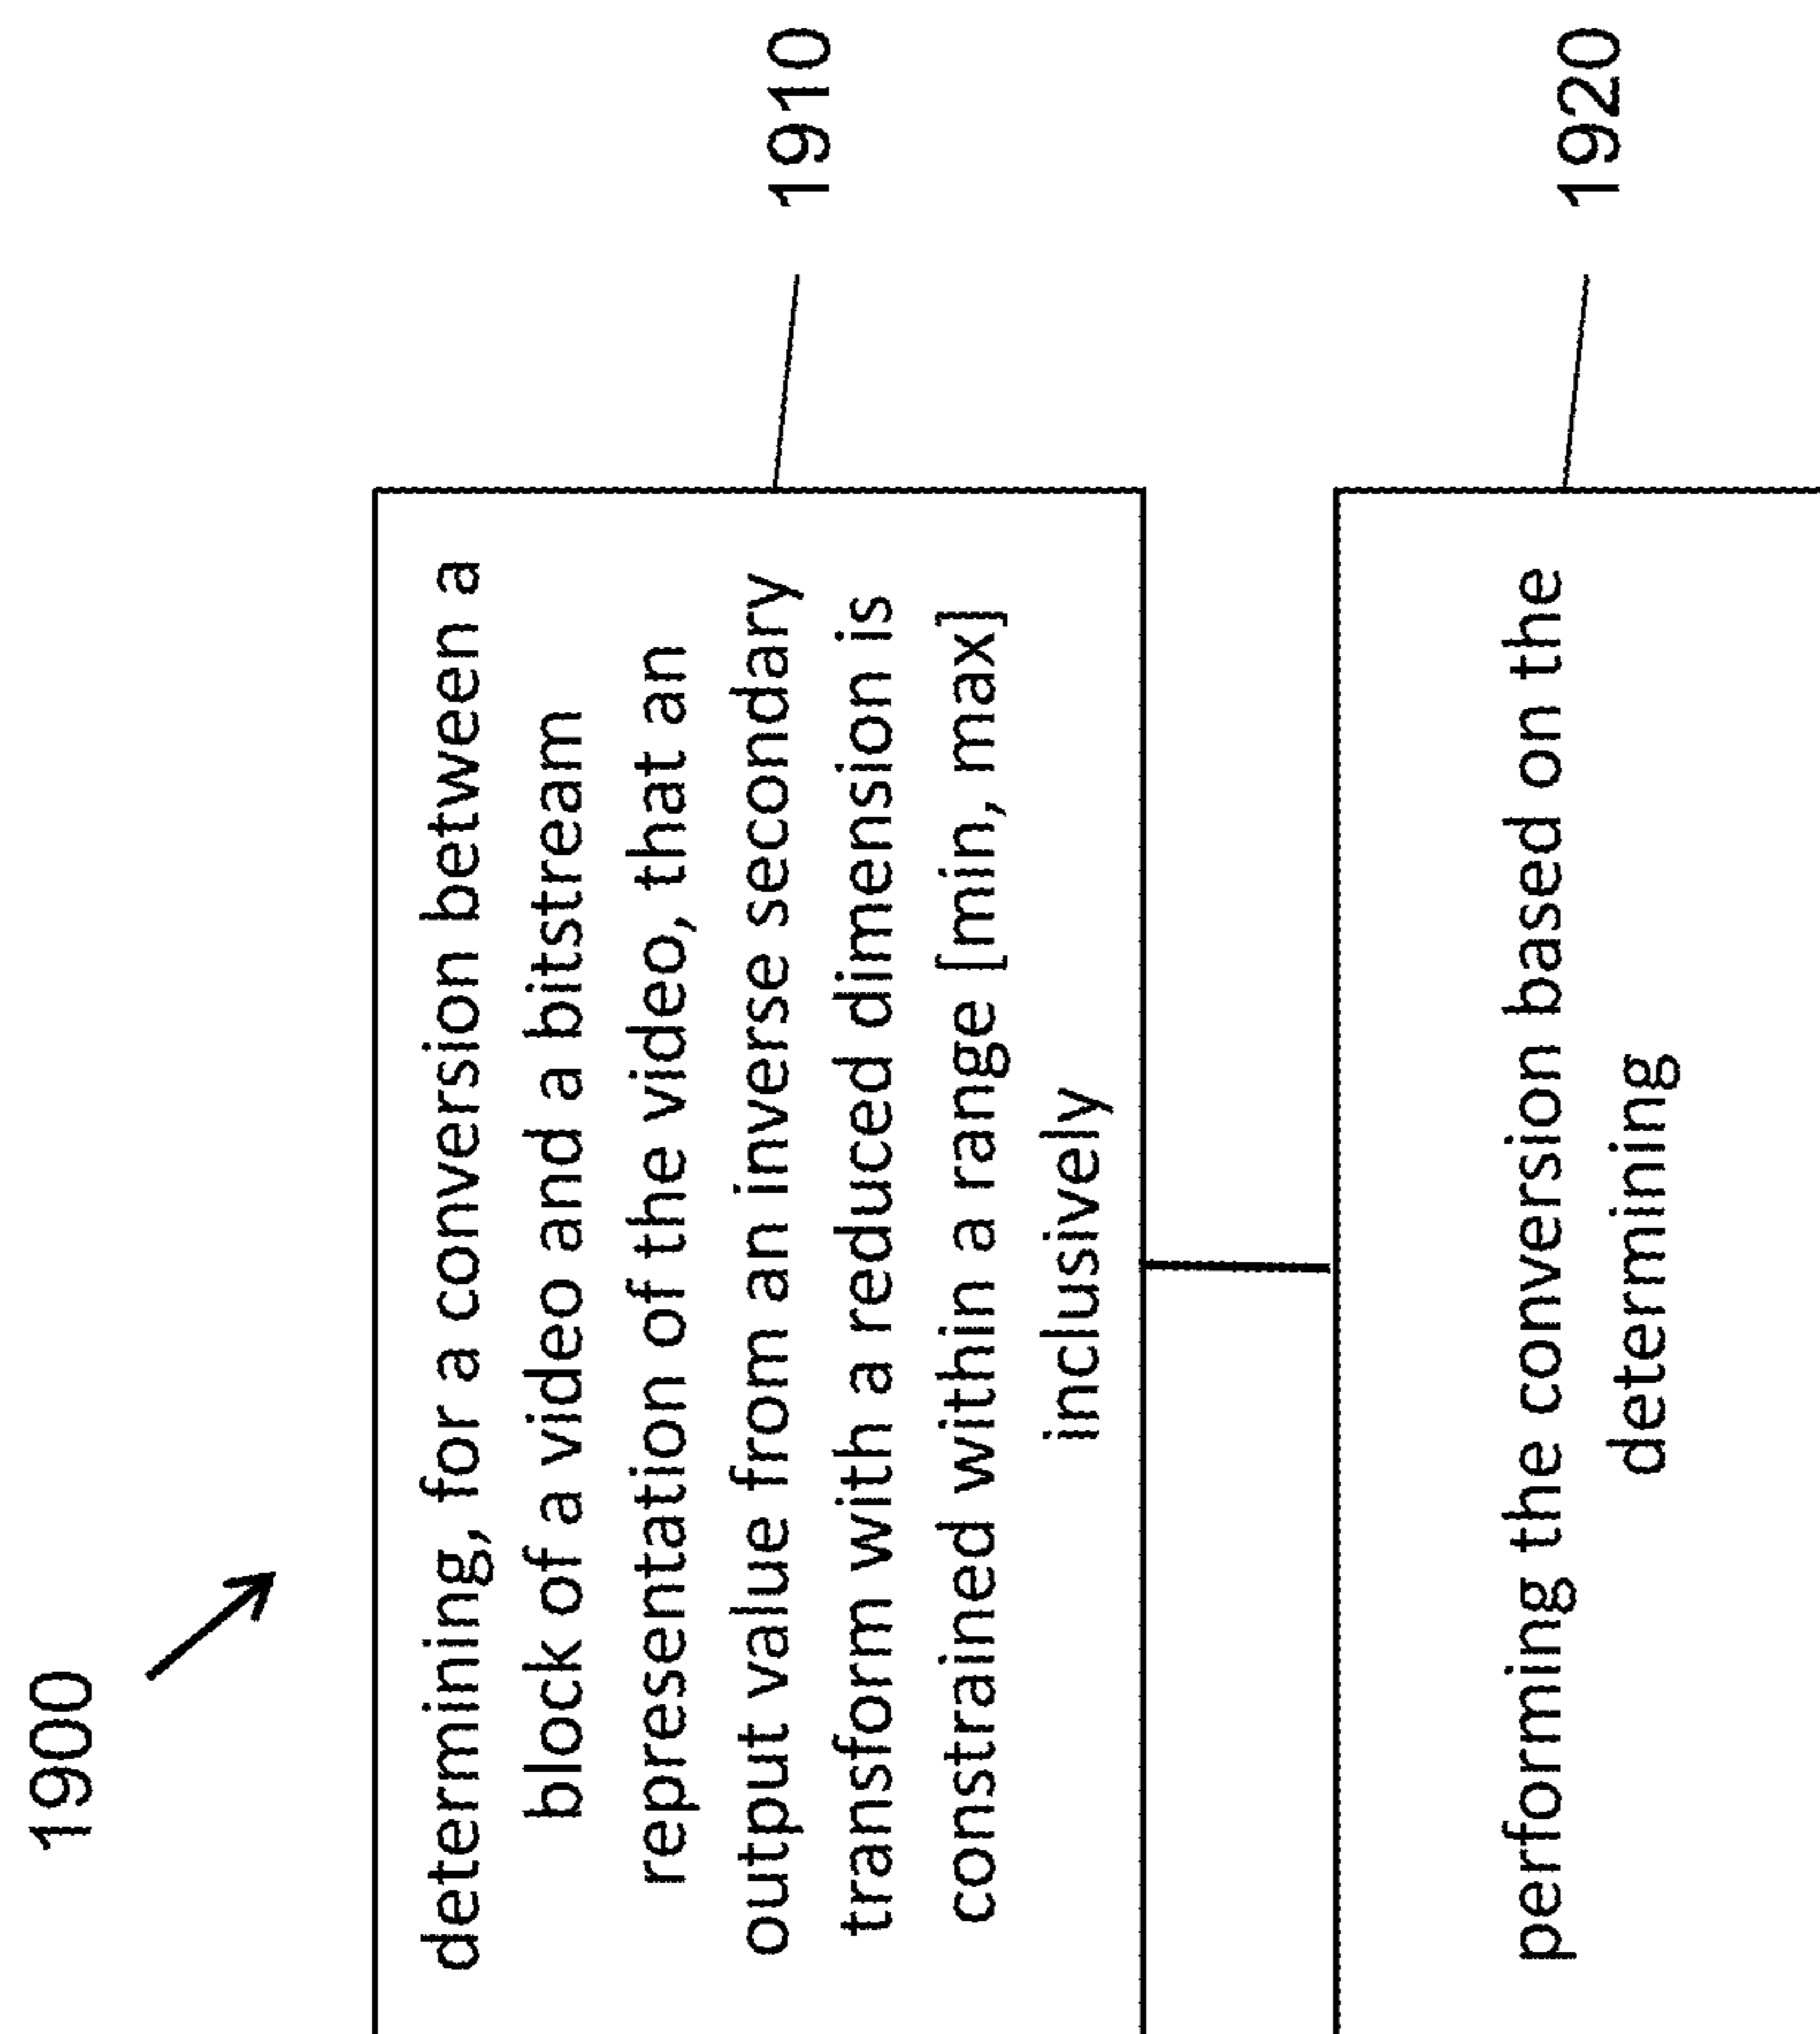 1900
determining, for a conversion between a
block of a video and a bitstream
representation of the video, that an
output value from an inverse secondary
transform with a reduced dimension is
constrained within a range [min, max]
inclusively
1910
performing the conversion based on the
determining
1920